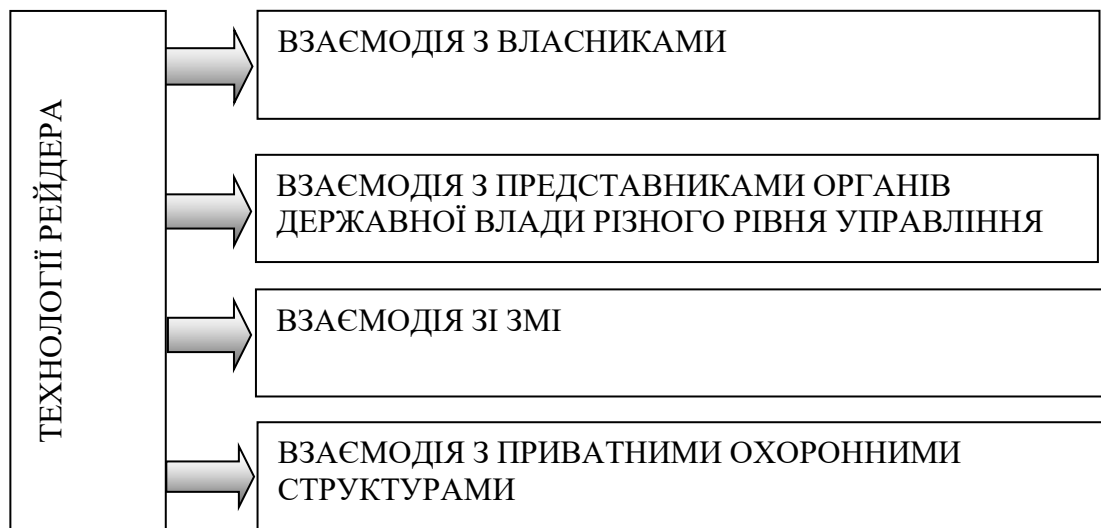 ТЕХНОЛОГІЇ РЕЙДЕРА
ВЗАЄМОДІЯ З ВЛАСНИКАМИ
ВЗАЄМОДІЯ З ПРЕДСТАВНИКАМИ ОРГАНІВ
ДЕРЖАВНОЇ ВЛАДИ РІЗНОГО РІВНЯ УПРАВЛІННЯ
ВЗАЄМОДІЯ ЗІ ЗМІ
ВЗАЄМОДІЯ З ПРИВАТНИМИ ОХОРОННИМИ
СТРУКТУРАМИ